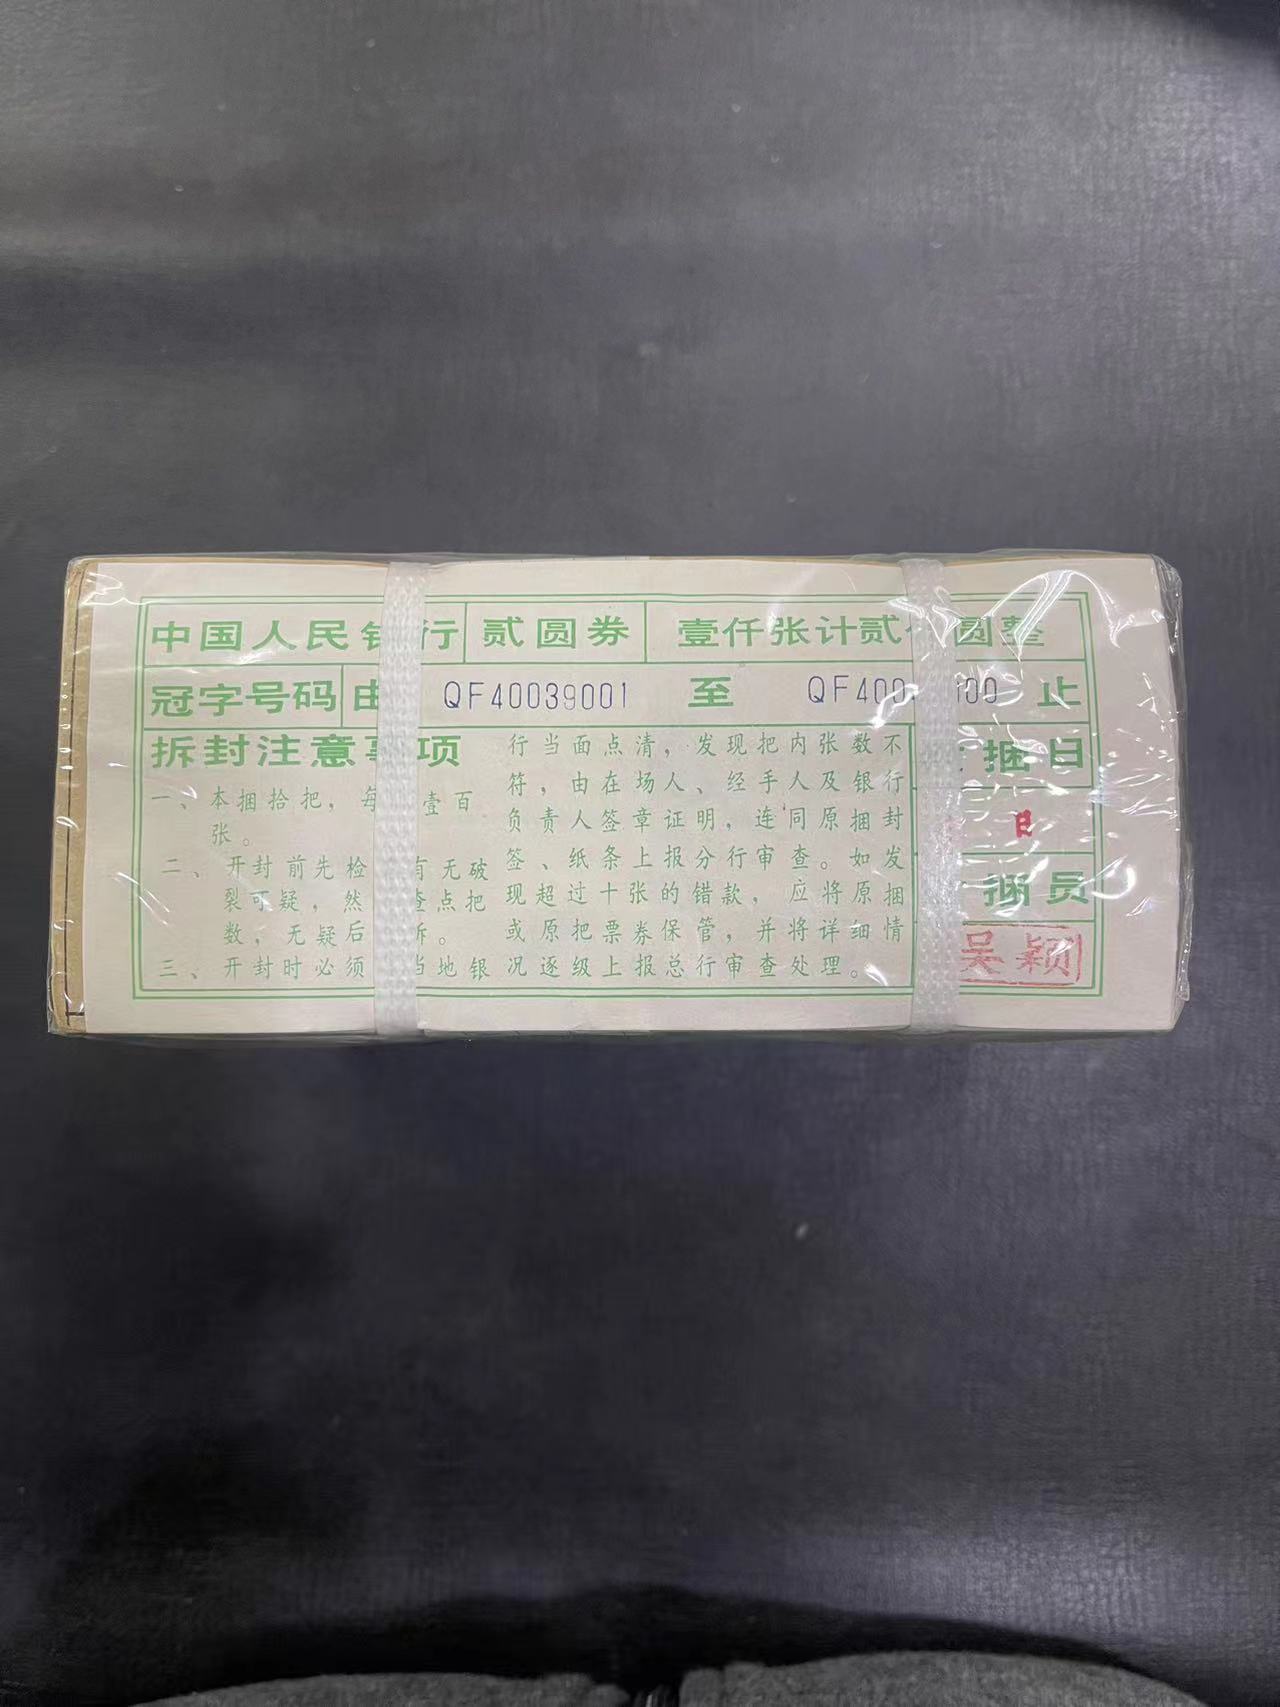 中国人民银行 贰圆券 壹仟张计贰 圆整
冠字号码 由 QF40039001 至 QF400 00 止
拆封注意事项
一、本捆拾把，每 壹百
张。
二、开封前先检 有无破
裂可疑，然 查点把
数，无疑后 拆。
三、开封时必须 当地银
行当面点清，发现把内张数不
符，由在场人、经手人及银行
负责人签章证明，连同原捆封
签、纸条上报分行审查。如发
现超过十张的错款，应将原捆
或原把票券保管，并将详细情
况逐级上报总行审查处理。
捆日
日
捆员
吴颖